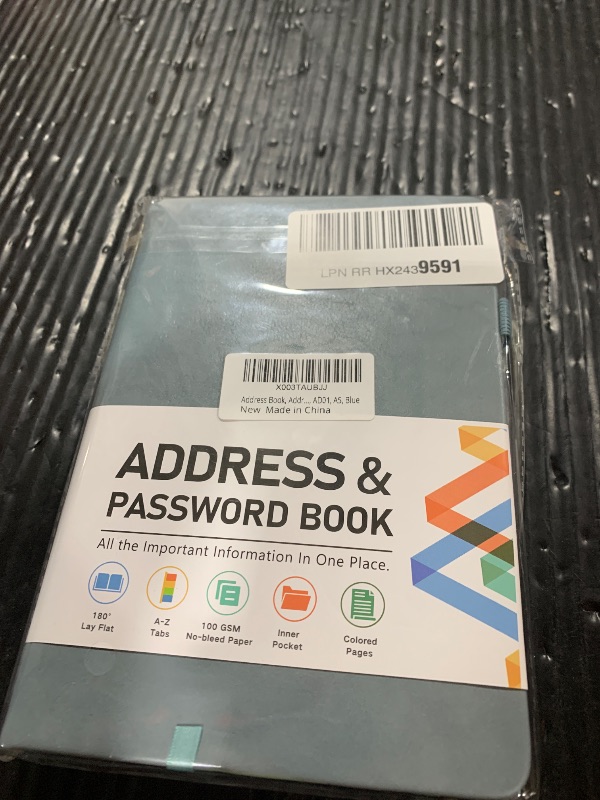 LPN RR HX2439591
X003TAUBJJ
Address Book, Addr.... AD01, A5, Blue
New Made in China
ADDRESS &
PASSWORD BOOK
All the Important Information In One Place.
180°
Lay Flat
A-Z
Tabs
100 GSM
No-bleed Paper
Inner
Pocket
Colored
Pages